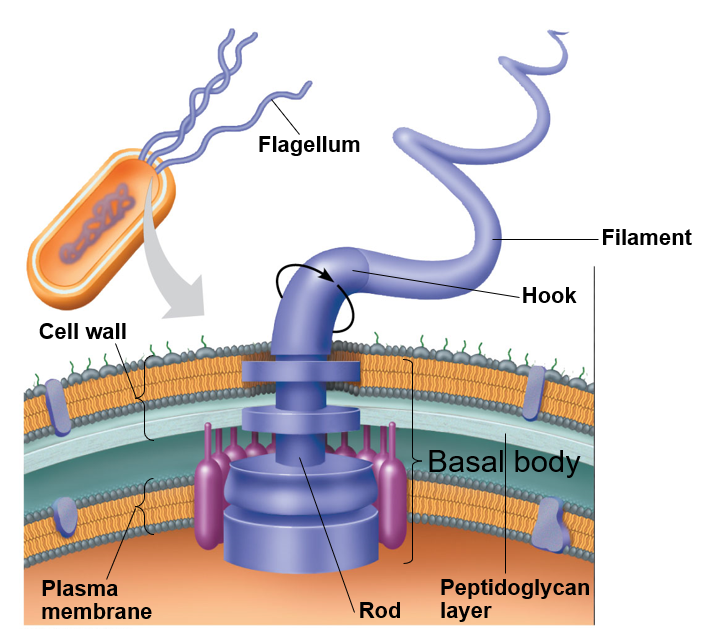 Flagellum
Filament
Hook
Cell wall
Basal body
Plasma
membrane
Rod
Peptidoglycan
layer